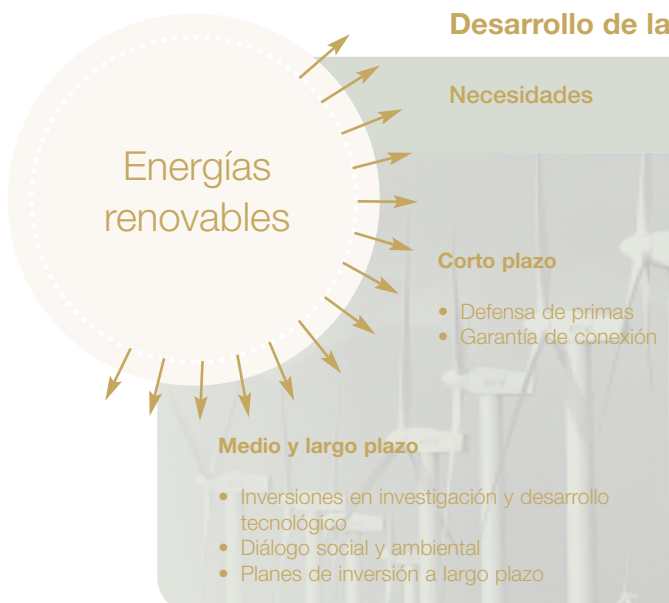 Desarrollo de la
Necesidades
Energías
renovables
Corto plazo
• Defensa de primas
• Garantía de conexión
Medio y largo plazo
• Inversiones en investigación y desarrollo
tecnológico
• Diálogo social y ambiental
• Planes de inversión a largo plazo